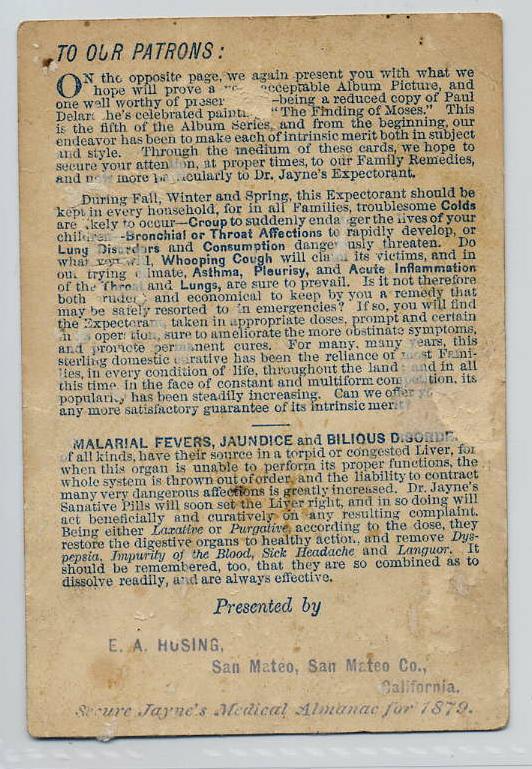 TO OUR PATRONS:
ON the opposite page, we again present you with what we
hope will prove a acceptable Album Picture, and
one well worthy of —being a reduced copy of Paul
he's celebrated "The Finding of Moses." This
is the fifth of the Album Series, and from the beginning, our
endeavor has been to make each of intrinsic merit both in subject
and style. Through the medium of these cards, we hope to
secure your attention, at proper times, to our Family Remedies,
and now more particularly to Dr. Jayne's Expectorant.
During Fall, Winter and Spring, this Expectorant should be
kept in every household, for in all Families, troublesome Colds
are likely to occur—Croup to suddenly endanger the lives of your
children—Bronchial or Throat Affections to rapidly develop, or
Lung Disorders and Consumption dangerously threaten. Do
what you will, Whooping Cough will claim its victims, and in
our trying climate, Asthma, Pleurisy, and Acute Inflammation
of the Throat and Lungs, are sure to prevail. Is it not therefore
both prudent and economical to keep by you a remedy that
may be safely resorted to in emergencies? If so, you will find
the Expectorant, taken in appropriate doses, prompt and certain
in operation, sure to ameliorate the more obstinate symptoms,
and promote permanent cures. For many, many years, this
sterling domestic curative has been the reliance of most Fami-
lies, in every condition of life, throughout the land; and in all
this time, in the face of constant and multiform competition, its
popularity has been steadily increasing. Can we offer you
any more satisfactory guarantee of its intrinsic merit?
MALARIAL FEVERS, JAUNDICE and BILIOUS DISORDE
of all kinds, have their source in a torpid or congested Liver, for
when this organ is unable to perform its proper functions, the
whole system is thrown out of order, and the liability to contract
many very dangerous affections is greatly increased. Dr. Jayne's
Sanative Pills will soon set the Liver right, and in so doing will
act beneficially and curatively on any resulting complaint.
Being either Laxative or Purgative, according to the dose, they
restore the digestive organs to healthy action, and remove Dys-
pepsia, Impurity of the Blood, Sick Headache and Languor. It
should be remembered, too, that they are so combined as to
dissolve readily, and are always effective.
Presented by
E. A. HUSING,
San Mateo, San Mateo Co.,
California.
Secure Jayne's Medical Almanac for 1879.